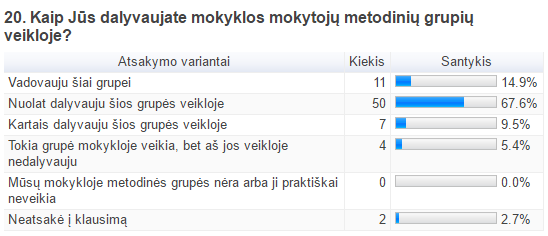 20. Kaip Jūs dalyvaujate mokyklos mokytojų metodinių grupių
veikloje?
Atsakymo variantai Kiekis Santykis
Vadovauju šiai grupei 11 14.9%
Nuolat dalyvauju šios grupės veikloje 50 67.6%
Kartais dalyvauju šios grupės veikloje 7 9.5%
Tokia grupė mokykloje veikia, bet aš jos veikloje
nedalyvauju 4 5.4%
Mūsų mokykloje metodinės grupės nėra arba ji praktiškai
neveikia 0 0.0%
Neatsakė į klausimą 2 2.7%